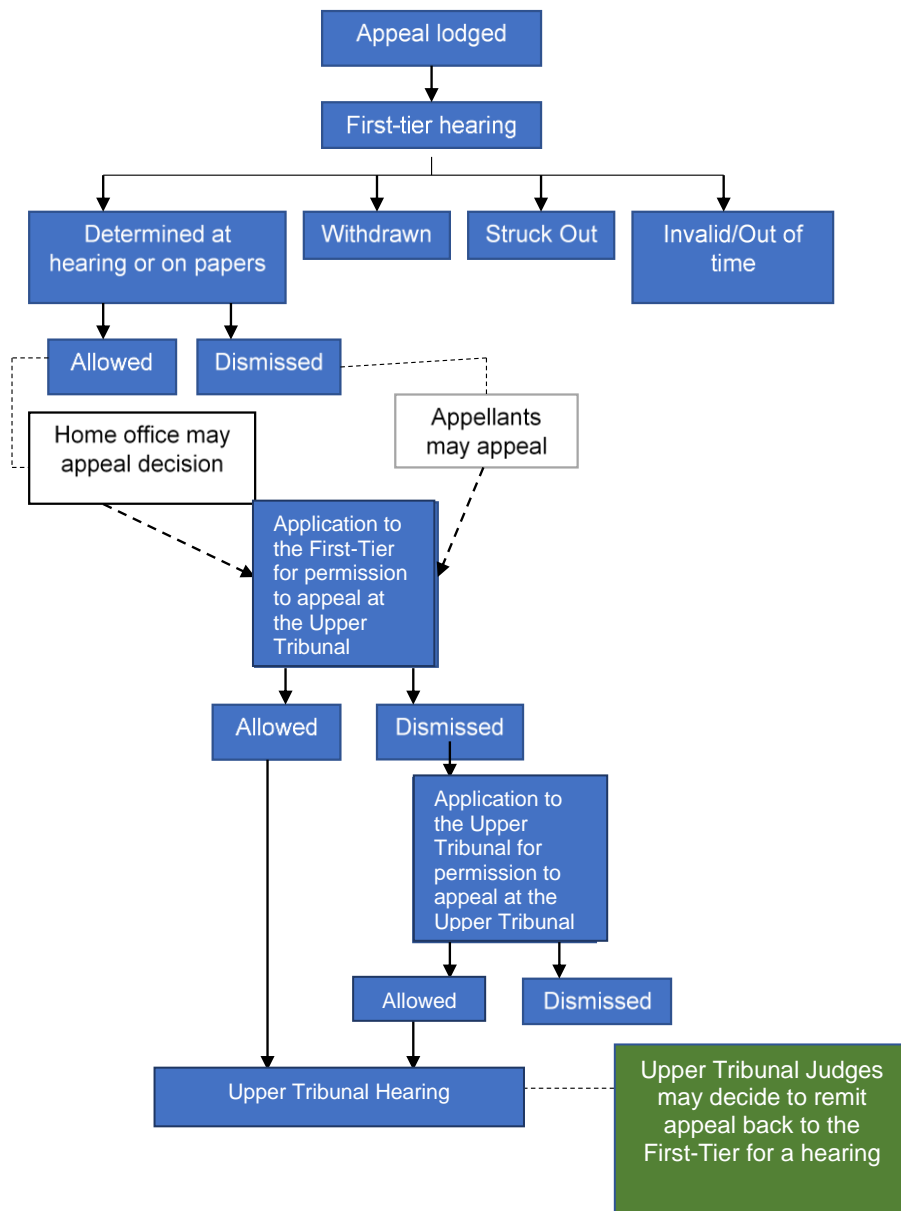 Appeal lodged
First-tier hearing
Determined at
hearing or on papers
Withdrawn
Struck Out
Invalid/Out of
time
Allowed
Dismissed
Home office may
appeal decision
Appellants
may appeal
Application to
the First-Tier
for permission
to appeal at
the Upper
Tribunal
Allowed
Dismissed
Application to
the Upper
Tribunal for
permission to
appeal at the
Upper Tribunal
Allowed
Dismissed
Upper Tribunal Hearing
Upper Tribunal Judges
may decide to remit
appeal back to the
First-Tier for a hearing